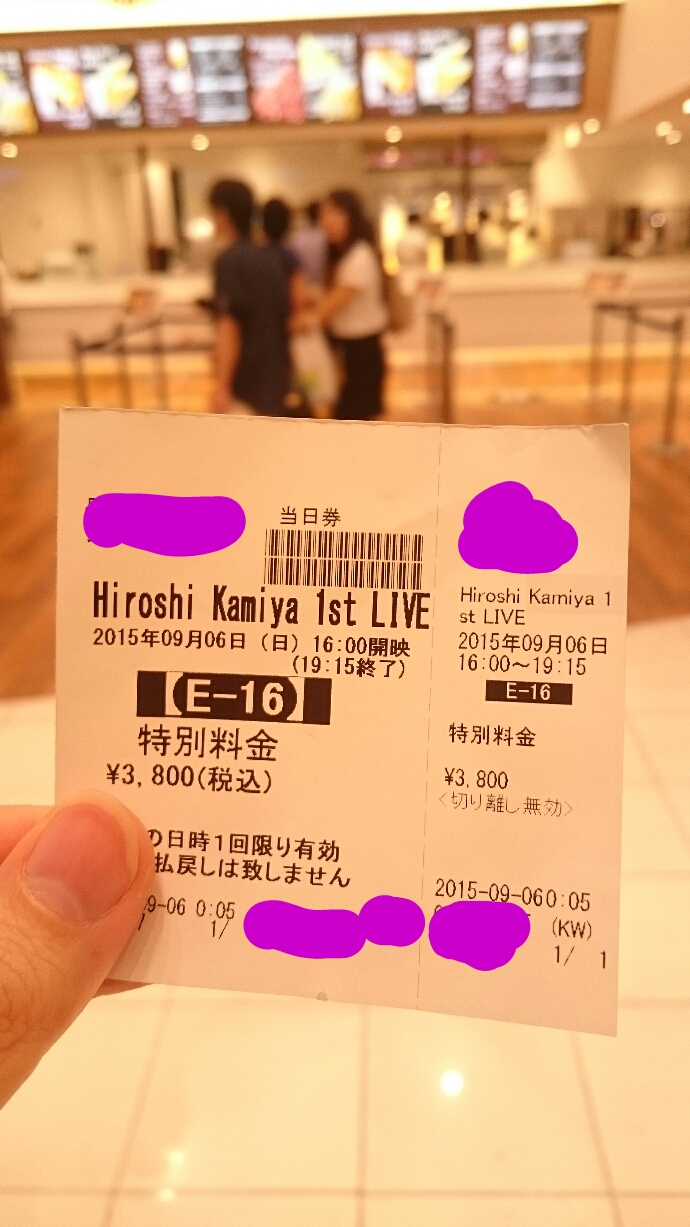 当日券
Hiroshi Kamiya 1st LIVE
2015年09月06日（日）16:00開映
(19:15終了)
【E-16】
特別料金
¥3,800(税込)
の日時1回限り有効
払戻しは致しません
9-06 0:05
1/
Hiroshi Kamiya 1
st LIVE
2015年09月06日
16:00～19:15
E-16
特別料金
¥3,800
〈切り離し無効〉
2015-09-060:05
(KW)
1/ 1